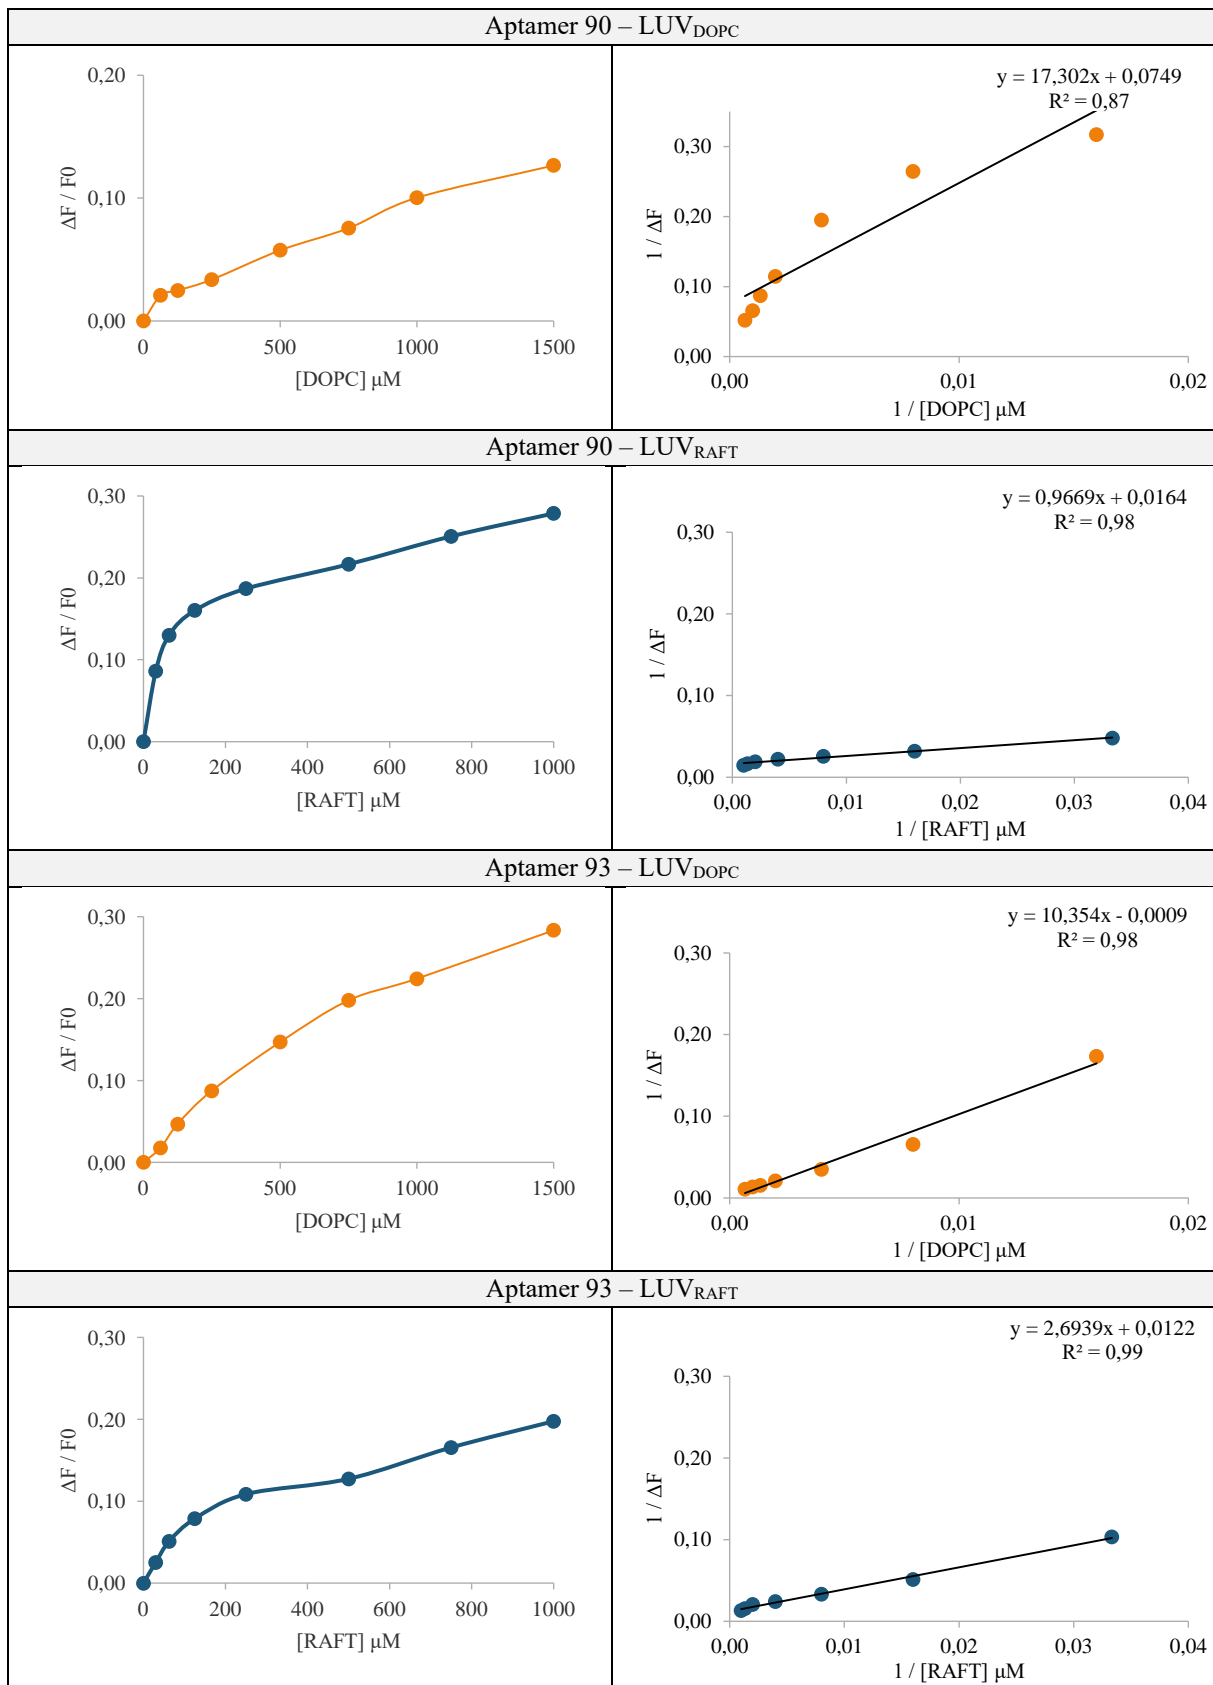 Aptamer 90 – LUVDOPC
0,20
0,10
0,00
0 500 1000 1500
ΔF / F0
[DOPC] μM
y = 17,302x + 0,0749
R² = 0,87
0,30
0,20
0,10
0,00
0,00 0,01 0,02
1 / ΔF
1 / [DOPC] μM
Aptamer 90 – LUVRAFT
0,30
0,20
0,10
0,00
0 200 400 600 800 1000
ΔF / F0
[RAFT] μM
y = 0,9669x + 0,0164
R² = 0,98
0,30
0,20
0,10
0,00
0,00 0,01 0,02 0,03 0,04
1 / ΔF
1 / [RAFT] μM
Aptamer 93 – LUVDOPC
0,30
0,20
0,10
0,00
0 500 1000 1500
ΔF / F0
[DOPC] μM
y = 10,354x - 0,0009
R² = 0,98
0,30
0,20
0,10
0,00
0,00 0,01 0,02
1 / ΔF
1 / [DOPC] μM
Aptamer 93 – LUVRAFT
0,30
0,20
0,10
0,00
0 200 400 600 800 1000
ΔF / F0
[RAFT] μM
y = 2,6939x + 0,0122
R² = 0,99
0,30
0,20
0,10
0,00
0,00 0,01 0,02 0,03 0,04
1 / ΔF
1 / [RAFT] μM